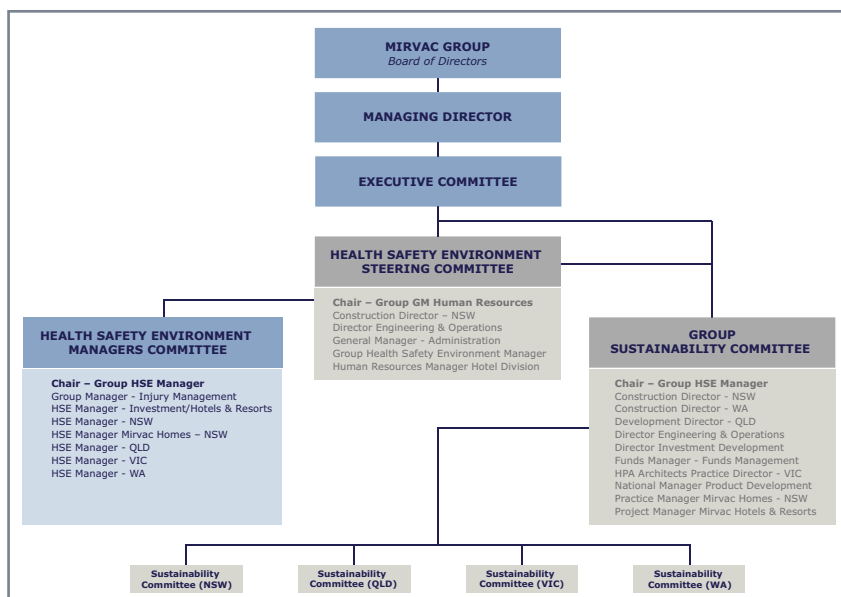 MIRVAC GROUP
Board of Directors
MANAGING DIRECTOR
EXECUTIVE COMMITTEE
HEALTH SAFETY ENVIRONMENT
STEERING COMMITTEE
Chair – Group GM Human Resources
Construction Director – NSW
Director Engineering & Operations
General Manager - Administration
Group Health Safety Environment Manager
Human Resources Manager Hotel Division
HEALTH SAFETY ENVIRONMENT
MANAGERS COMMITTEE
Chair – Group HSE Manager
Group Manager - Injury Management
HSE Manager - Investment/Hotels & Resorts
HSE Manager - NSW
HSE Manager Mirvac Homes – NSW
HSE Manager - QLD
HSE Manager - VIC
HSE Manager - WA
GROUP
SUSTAINABILITY COMMITTEE
Chair – Group HSE Manager
Construction Director - NSW
Construction Director - WA
Development Director - QLD
Director Engineering & Operations
Director Investment Development
Funds Manager - Funds Management
HPA Architects Practice Director - VIC
National Manager Product Development
Practice Manager Mirvac Homes - NSW
Project Manager Mirvac Hotels & Resorts
Sustainability
Committee (NSW)
Sustainability
Committee (QLD)
Sustainability
Committee (VIC)
Sustainability
Committee (WA)